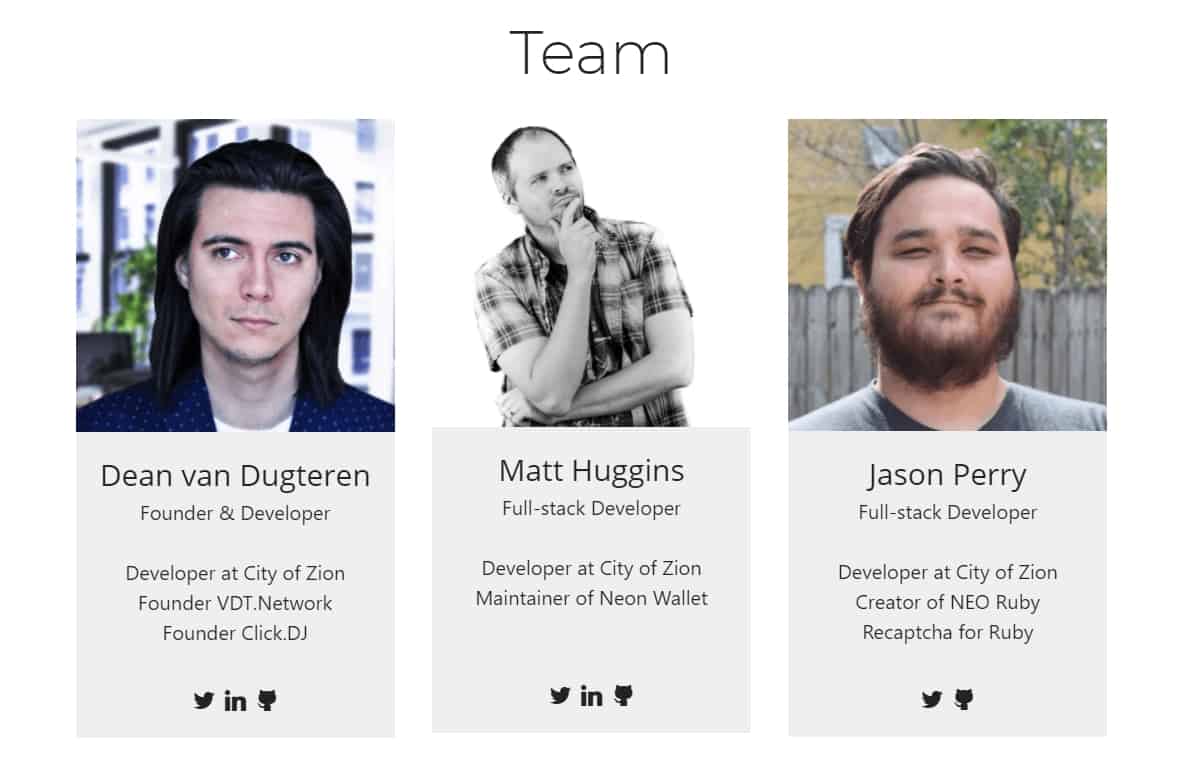 Team
Dean van Dugteren
Founder & Developer
Developer at City of Zion
Founder VDT.Network
Founder Click.DJ
Matt Huggins
Full-stack Developer
Developer at City of Zion
Maintainer of Neon Wallet
Jason Perry
Full-stack Developer
Developer at City of Zion
Creator of NEO Ruby
Recaptcha for Ruby